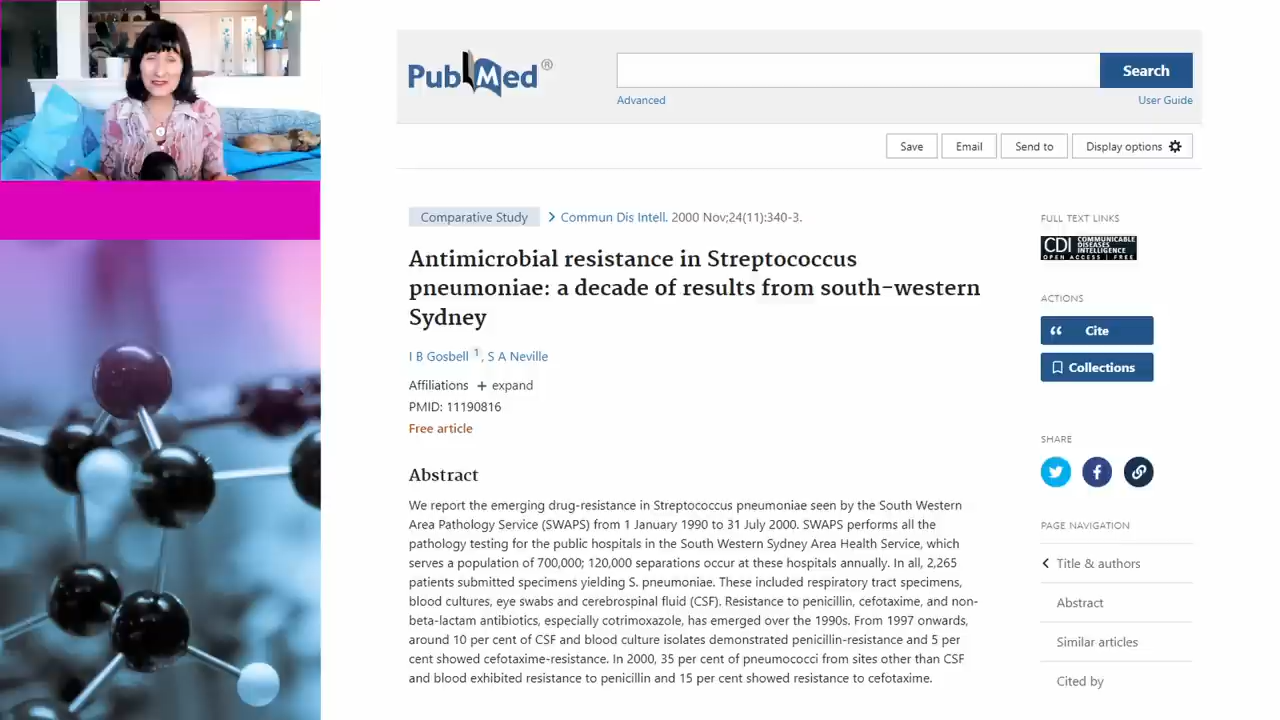 PubMed®
Search
Advanced
User Guide
Save
Email
Send to
Display options
Comparative Study
Commun Dis Intell. 2000 Nov;24(11):340-3.
Antimicrobial resistance in Streptococcus
pneumoniae: a decade of results from south-western
Sydney
I B Gosbell 1, S A Neville
Affiliations + expand
PMID: 11190816
Free article
Abstract
We report the emerging drug-resistance in Streptococcus pneumoniae seen by the South Western
Area Pathology Service (SWAPS) from 1 January 1990 to 31 July 2000. SWAPS performs all the
pathology testing for the public hospitals in the South Western Sydney Area Health Service, which
serves a population of 700,000; 120,000 separations occur at these hospitals annually. In all, 2,265
patients submitted specimens yielding S. pneumoniae. These included respiratory tract specimens,
blood cultures, eye swabs and cerebrospinal fluid (CSF). Resistance to penicillin, cefotaxime, and non-
beta-lactam antibiotics, especially cotrimoxazole, has emerged over the 1990s. From 1997 onwards,
around 10 per cent of CSF and blood culture isolates demonstrated penicillin-resistance and 5 per
cent showed cefotaxime-resistance. In 2000, 35 per cent of pneumococci from sites other than CSF
and blood exhibited resistance to penicillin and 15 per cent showed resistance to cefotaxime.
FULL TEXT LINKS
CDI COMMUNICABLE
DISEASES
INTELLIGENCE
OPEN ACCESS | FREE
ACTIONS
Cite
Collections
SHARE
PAGE NAVIGATION
Title & authors
Abstract
Similar articles
Cited by